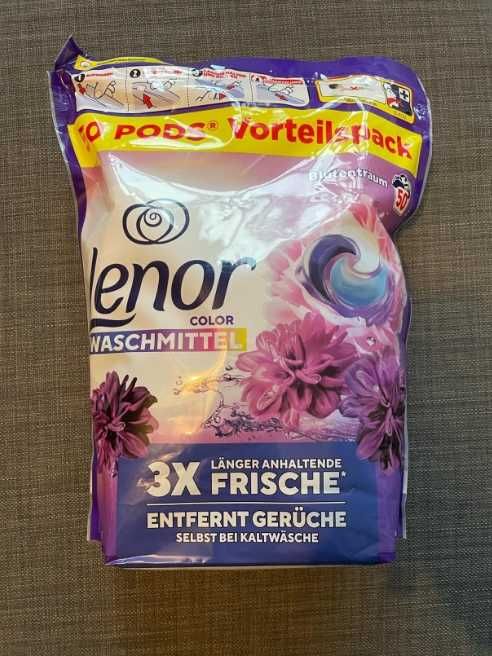 PODS® Vorteilspack
Blütentraum
50
lenor
COLOR
WASCHMITTEL
3X LÄNGER ANHALTENDE
FRISCHE*
ENTFERNT GERÜCHE
SELBST BEI KALTWÄSCHE